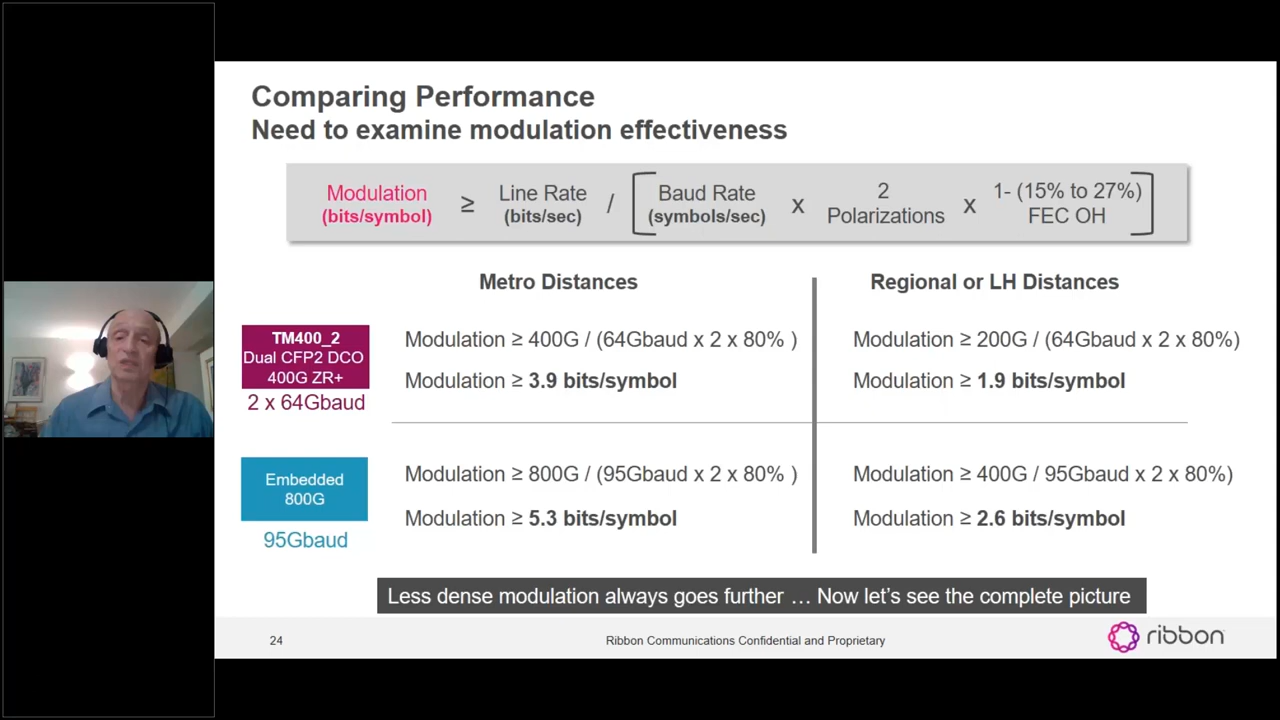 Comparing Performance
Need to examine modulation effectiveness
Modulation (bits/symbol) ≥ Line Rate (bits/sec) / [ Baud Rate (symbols/sec) x 2 Polarizations x 1- (15% to 27%) FEC OH ]
Metro Distances
Regional or LH Distances
TM400_2
Dual CFP2 DCO
400G ZR+
2 x 64Gbaud
Modulation ≥ 400G / (64Gbaud x 2 x 80% )
Modulation ≥ 3.9 bits/symbol
Modulation ≥ 200G / (64Gbaud x 2 x 80%)
Modulation ≥ 1.9 bits/symbol
Embedded
800G
95Gbaud
Modulation ≥ 800G / (95Gbaud x 2 x 80% )
Modulation ≥ 5.3 bits/symbol
Modulation ≥ 400G / 95Gbaud x 2 x 80%)
Modulation ≥ 2.6 bits/symbol
Less dense modulation always goes further … Now let's see the complete picture
24
Ribbon Communications Confidential and Proprietary
ribbon